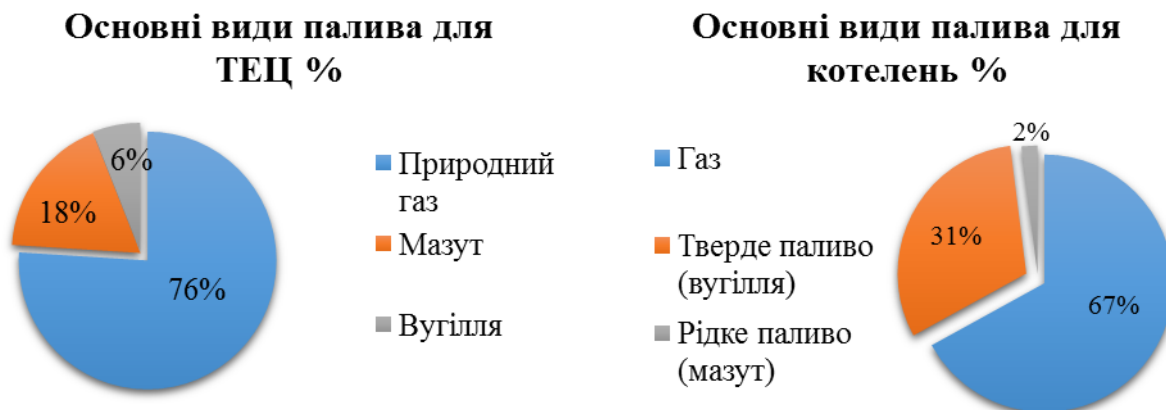 Основні види палива для
ТЕЦ %
6%
18%
76%
Природний
газ
Мазут
Вугілля
Основні види палива для
котелень %
Газ
Тверде паливо
(вугілля)
Рідке паливо
(мазут)
2%
31%
67%